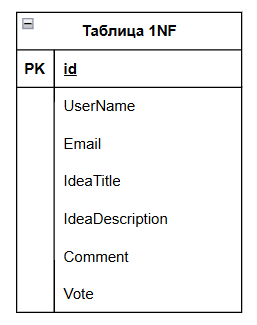 Таблица 1NF
PK id
UserName
Email
IdeaTitle
IdeaDescription
Comment
Vote